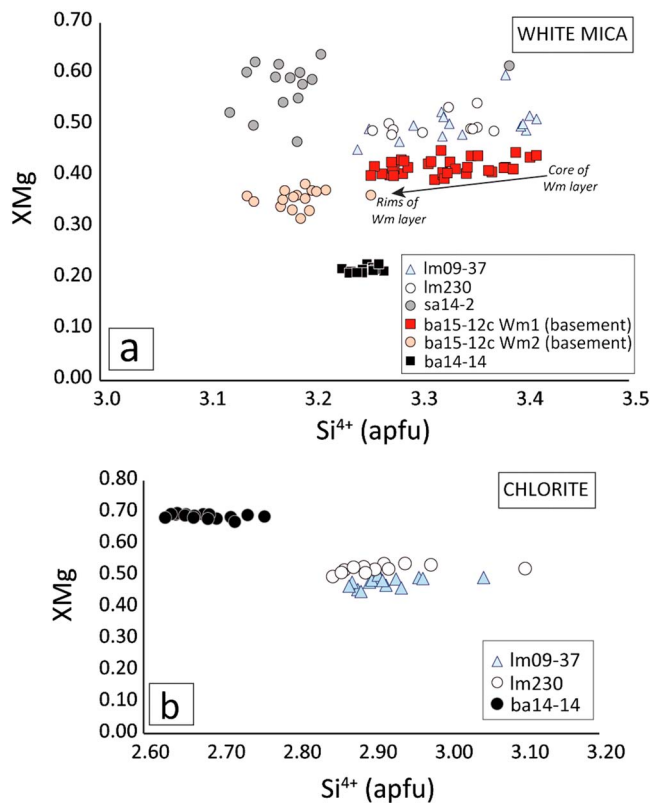 0.70
WHITE MICA
0.60
0.50
0.40
0.30
0.20
0.10
0.00
XMg
Core of
Wm layer
Rims of
Wm layer
lm09-37
lm230
sa14-2
ba15-12c Wm1 (basement)
ba15-12c Wm2 (basement)
ba14-14
a
3.0 3.1 3.2 3.3 3.4 3.5
Si⁴⁺ (apfu)
0.80
CHLORITE
0.70
0.60
0.50
0.40
0.30
0.20
0.10
0.00
XMg
lm09-37
lm230
ba14-14
b
2.60 2.70 2.80 2.90 3.00 3.10 3.20
Si⁴⁺ (apfu)